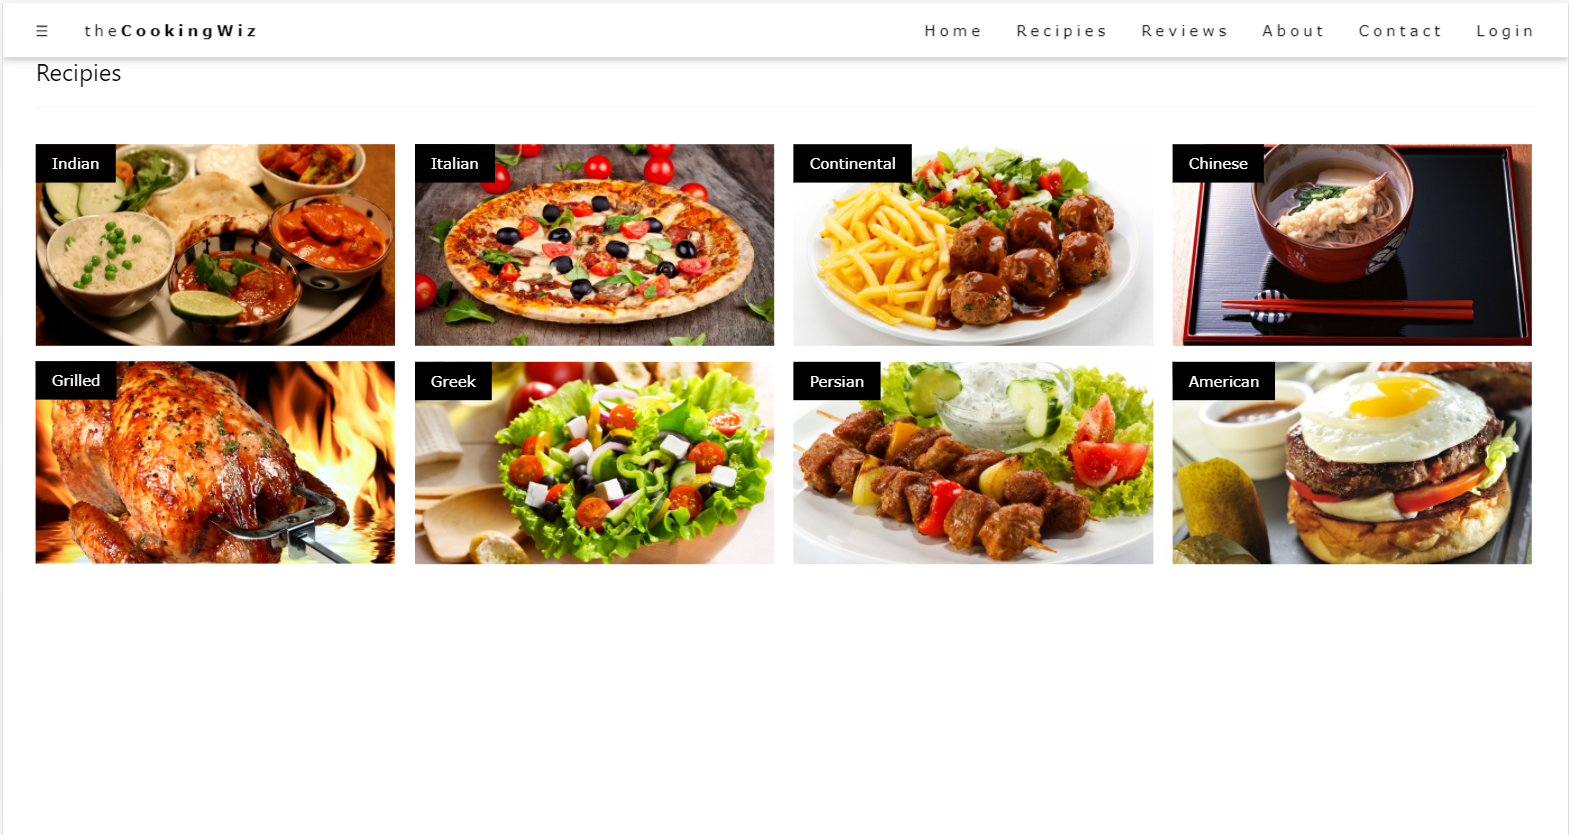 ☰ theCookingWiz Home Recipies Reviews About Contact Login
Recipies
Indian Italian Continental Chinese
Grilled Greek Persian American